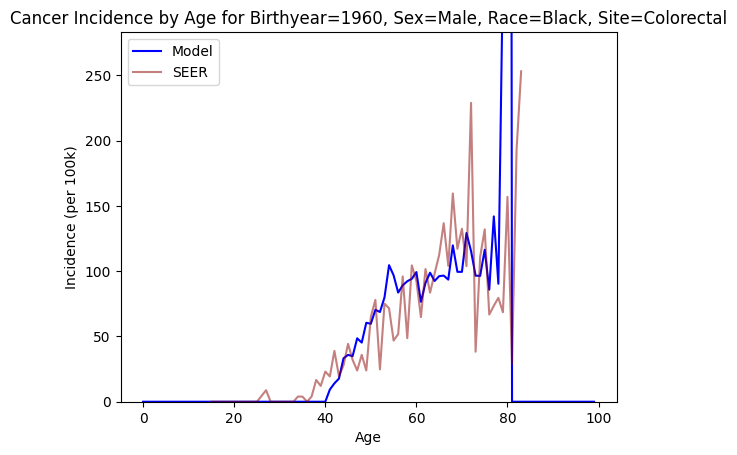 Cancer Incidence by Age for Birthyear=1960, Sex=Male, Race=Black, Site=Colorectal
Model
SEER
250
200
150
100
50
0
Incidence (per 100k)
0 20 40 60 80 100
Age